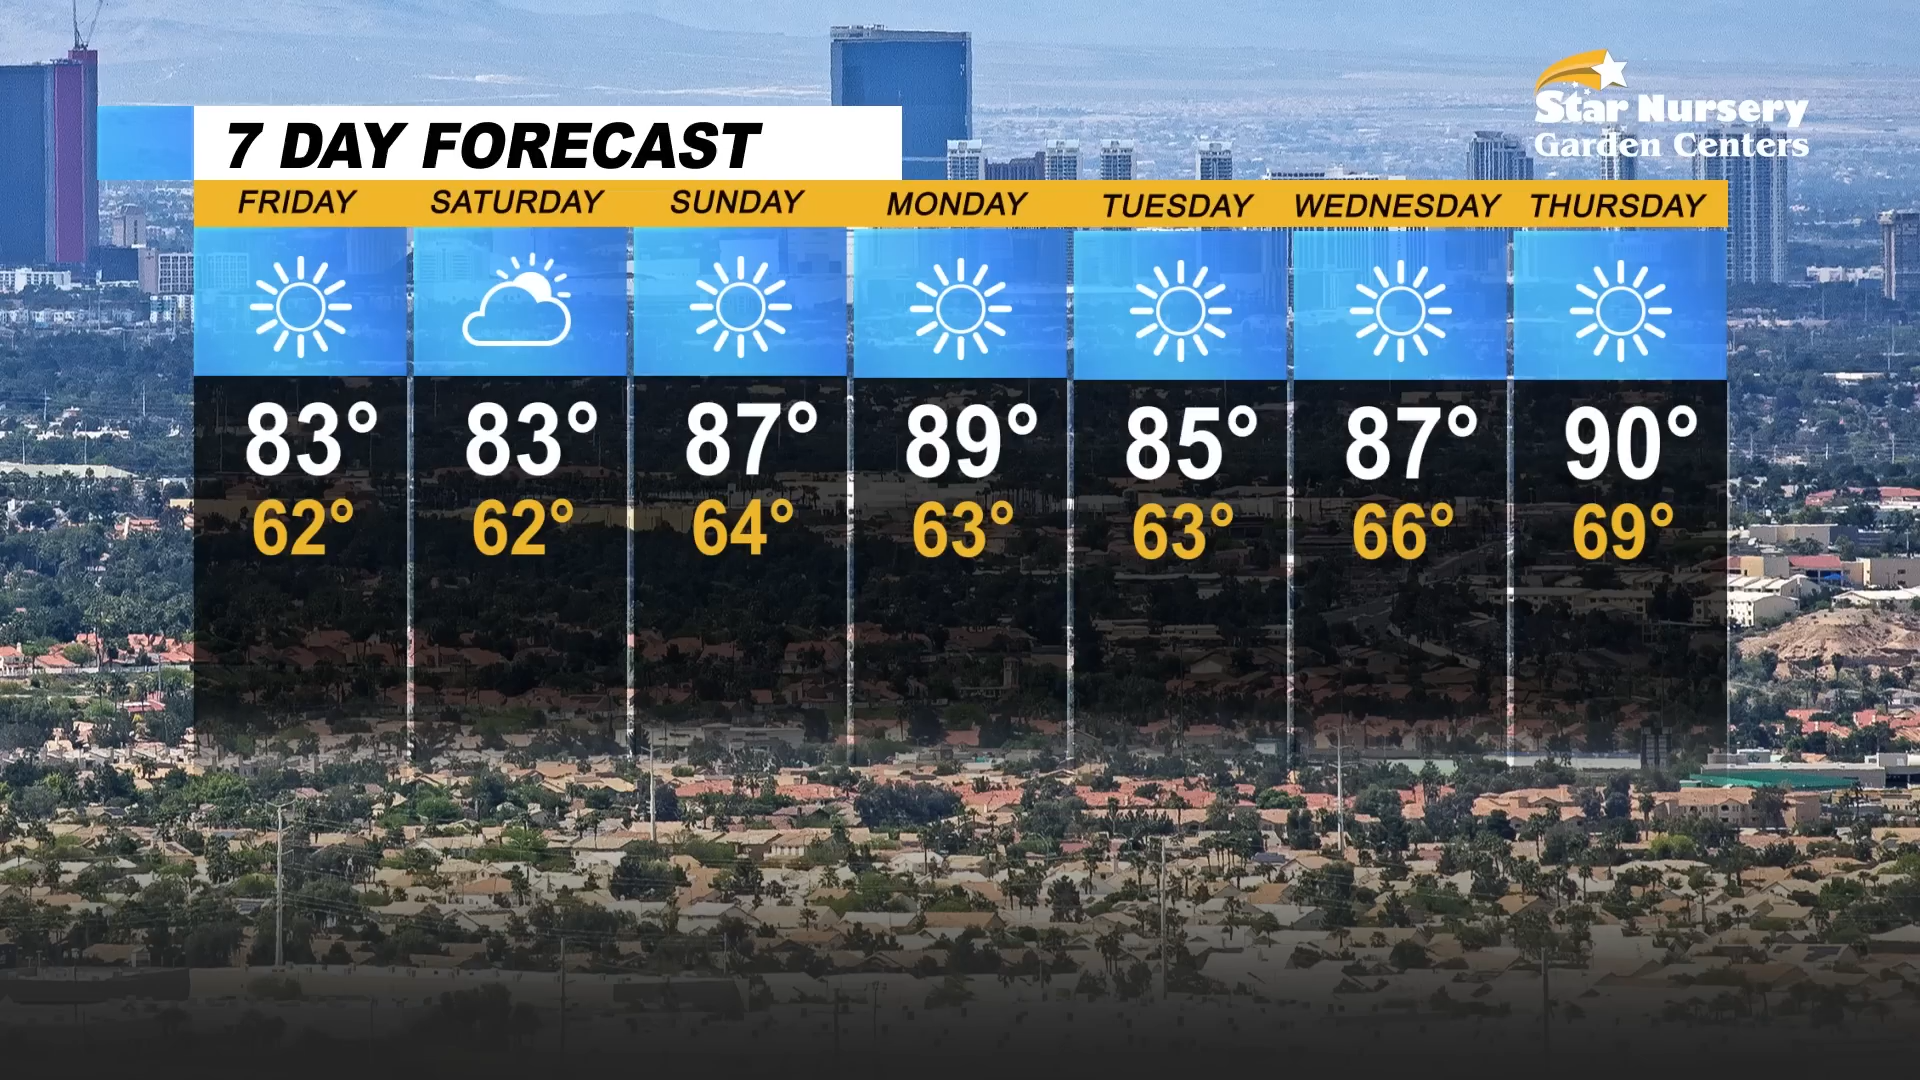 Star Nursery
Garden Centers
7 DAY FORECAST
FRIDAY SATURDAY SUNDAY MONDAY TUESDAY WEDNESDAY THURSDAY
83° 83° 87° 89° 85° 87° 90°
62° 62° 64° 63° 63° 66° 69°